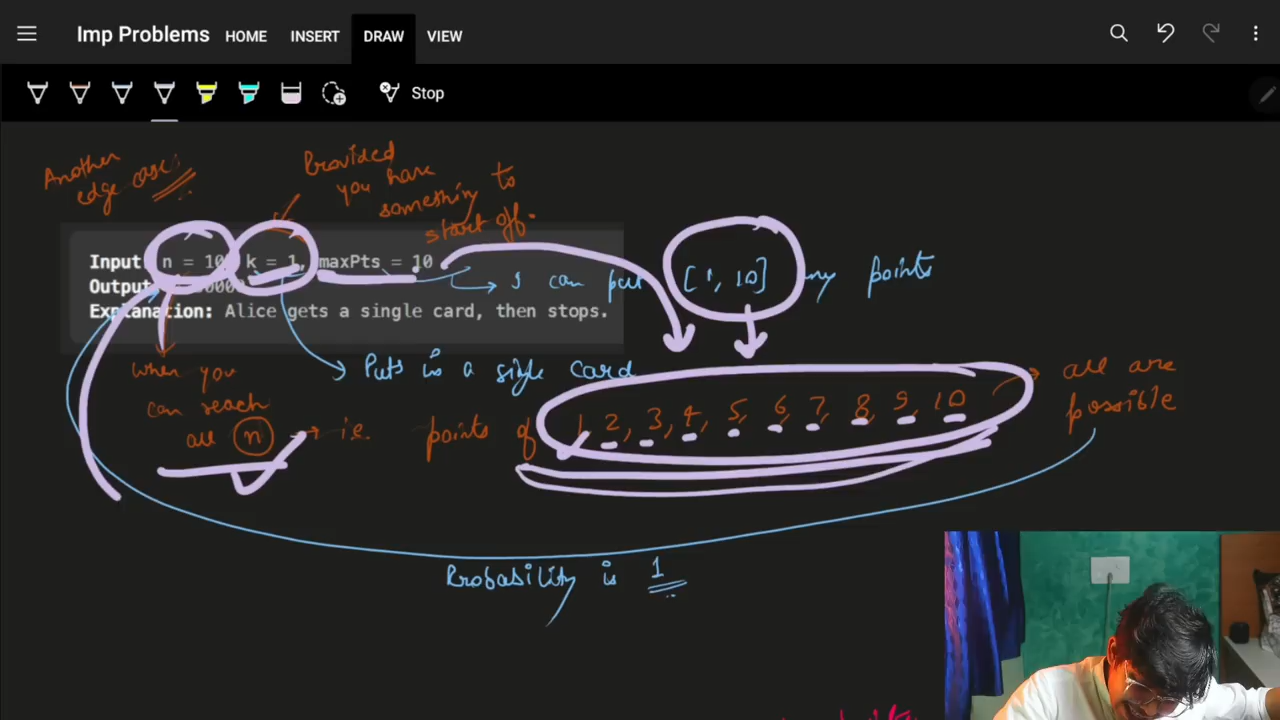 Imp Problems HOME INSERT DRAW VIEW
Stop
Another
edge case
Provided
you have
something to
start off.
Input: n = 10, k = 1, maxPts = 10
Output: 0000
Explanation: Alice gets a single card, then stops.
I can put [1, 10] any points
Puts in a single card
when you
can reach
all n → i.e. points of 1, 2, 3, 4, 5, 6, 7, 8, 9, 10
all are
possible
Probability is 1